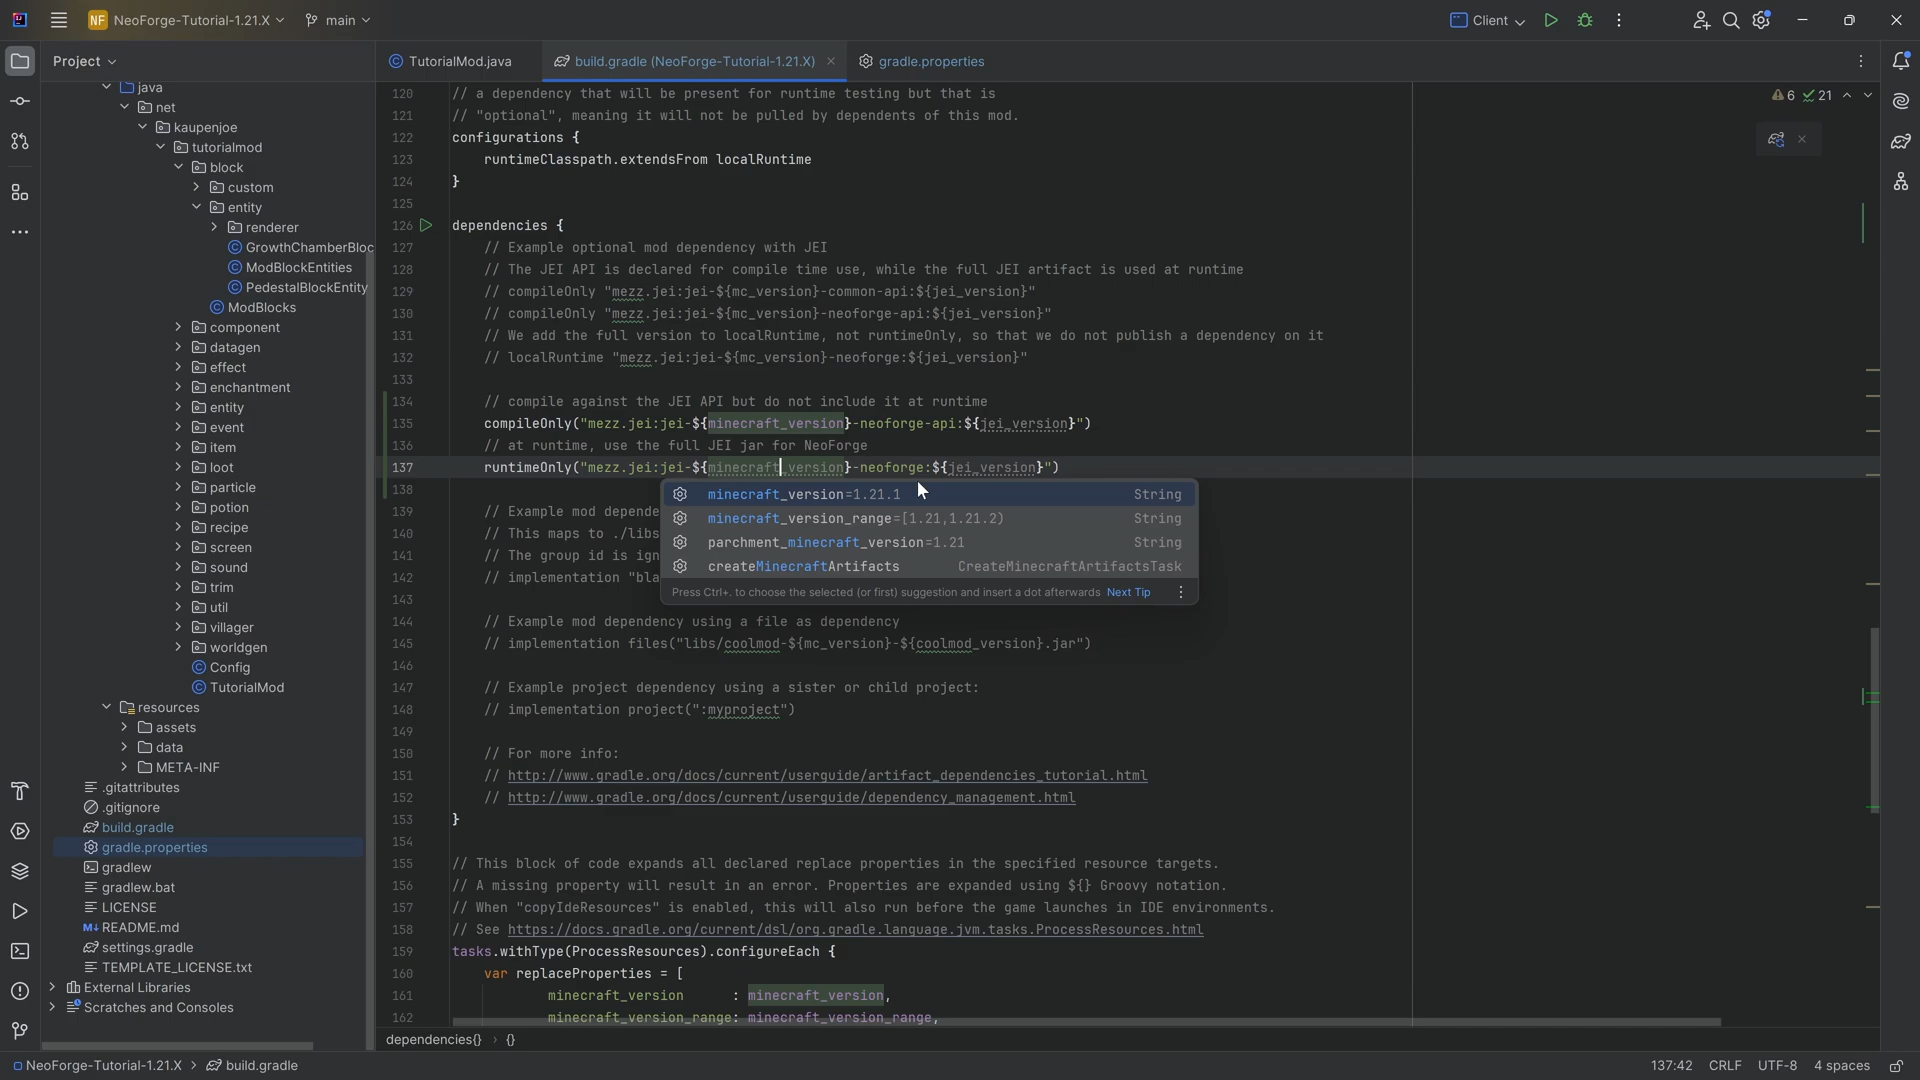 NF NeoForge-Tutorial-1.21.X main Client
Project
TutorialMod.java build.gradle (NeoForge-Tutorial-1.21.X) gradle.properties
6 21
java
net
kaupenjoe
tutorialmod
block
custom
entity
renderer
GrowthChamberBloc
ModBlockEntities
PedestalBlockEntity
ModBlocks
component
datagen
effect
enchantment
entity
event
item
loot
particle
potion
recipe
screen
sound
trim
util
villager
worldgen
Config
TutorialMod
resources
assets
data
META-INF
.gitattributes
.gitignore
build.gradle
gradle.properties
gradlew
gradlew.bat
LICENSE
README.md
settings.gradle
TEMPLATE_LICENSE.txt
External Libraries
Scratches and Consoles
120 // a dependency that will be present for runtime testing but that is
121 // "optional", meaning it will not be pulled by dependents of this mod.
122 configurations {
123 runtimeClasspath.extendsFrom localRuntime
124 }
125
126 dependencies {
127 // Example optional mod dependency with JEI
128 // The JEI API is declared for compile time use, while the full JEI artifact is used at runtime
129 // compileOnly "mezz.jei:jei-${mc_version}-common-api:${jei_version}"
130 // compileOnly "mezz.jei:jei-${mc_version}-neoforge-api:${jei_version}"
131 // We add the full version to localRuntime, not runtimeOnly, so that we do not publish a dependency on it
132 // localRuntime "mezz.jei:jei-${mc_version}-neoforge:${jei_version}"
133
134 // compile against the JEI API but do not include it at runtime
135 compileOnly("mezz.jei:jei-${minecraft_version}-neoforge-api:${jei_version}")
136 // at runtime, use the full JEI jar for NeoForge
137 runtimeOnly("mezz.jei:jei-${minecraft_version}-neoforge:${jei_version}")
138
139 // Example mod depende
140 // This maps to ./libs
141 // The group id is ign
142 // implementation "bla
minecraft_version=1.21.1 String
minecraft_version_range=[1.21,1.21.2) String
parchment_minecraft_version=1.21 String
createMinecraftArtifacts CreateMinecraftArtifactsTask
Press Ctrl+. to choose the selected (or first) suggestion and insert a dot afterwards Next Tip
143
144 // Example mod dependency using a file as dependency
145 // implementation files("libs/coolmod-${mc_version}-${coolmod_version}.jar")
146
147 // Example project dependency using a sister or child project:
148 // implementation project(":myproject")
149
150 // For more info:
151 // http://www.gradle.org/docs/current/userguide/artifact_dependencies_tutorial.html
152 // http://www.gradle.org/docs/current/userguide/dependency_management.html
153 }
154
155 // This block of code expands all declared replace properties in the specified resource targets.
156 // A missing property will result in an error. Properties are expanded using ${} Groovy notation.
157 // When "copyIdeResources" is enabled, this will also run before the game launches in IDE environments.
158 // See https://docs.gradle.org/current/dsl/org.gradle.language.jvm.tasks.ProcessResources.html
159 tasks.withType(ProcessResources).configureEach {
160 var replaceProperties = [
161 minecraft_version : minecraft_version,
162 minecraft_version_range: minecraft_version_range,
dependencies{} › {}
NeoForge-Tutorial-1.21.X › build.gradle 137:42 CRLF UTF-8 4 spaces